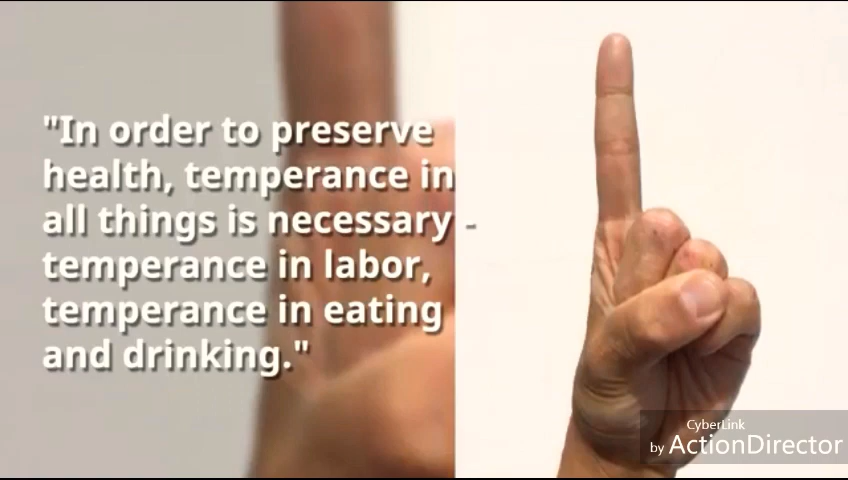 "In order to preserve
health, temperance in
all things is necessary -
temperance in labor,
temperance in eating
and drinking."
CyberLink
by ActionDirector